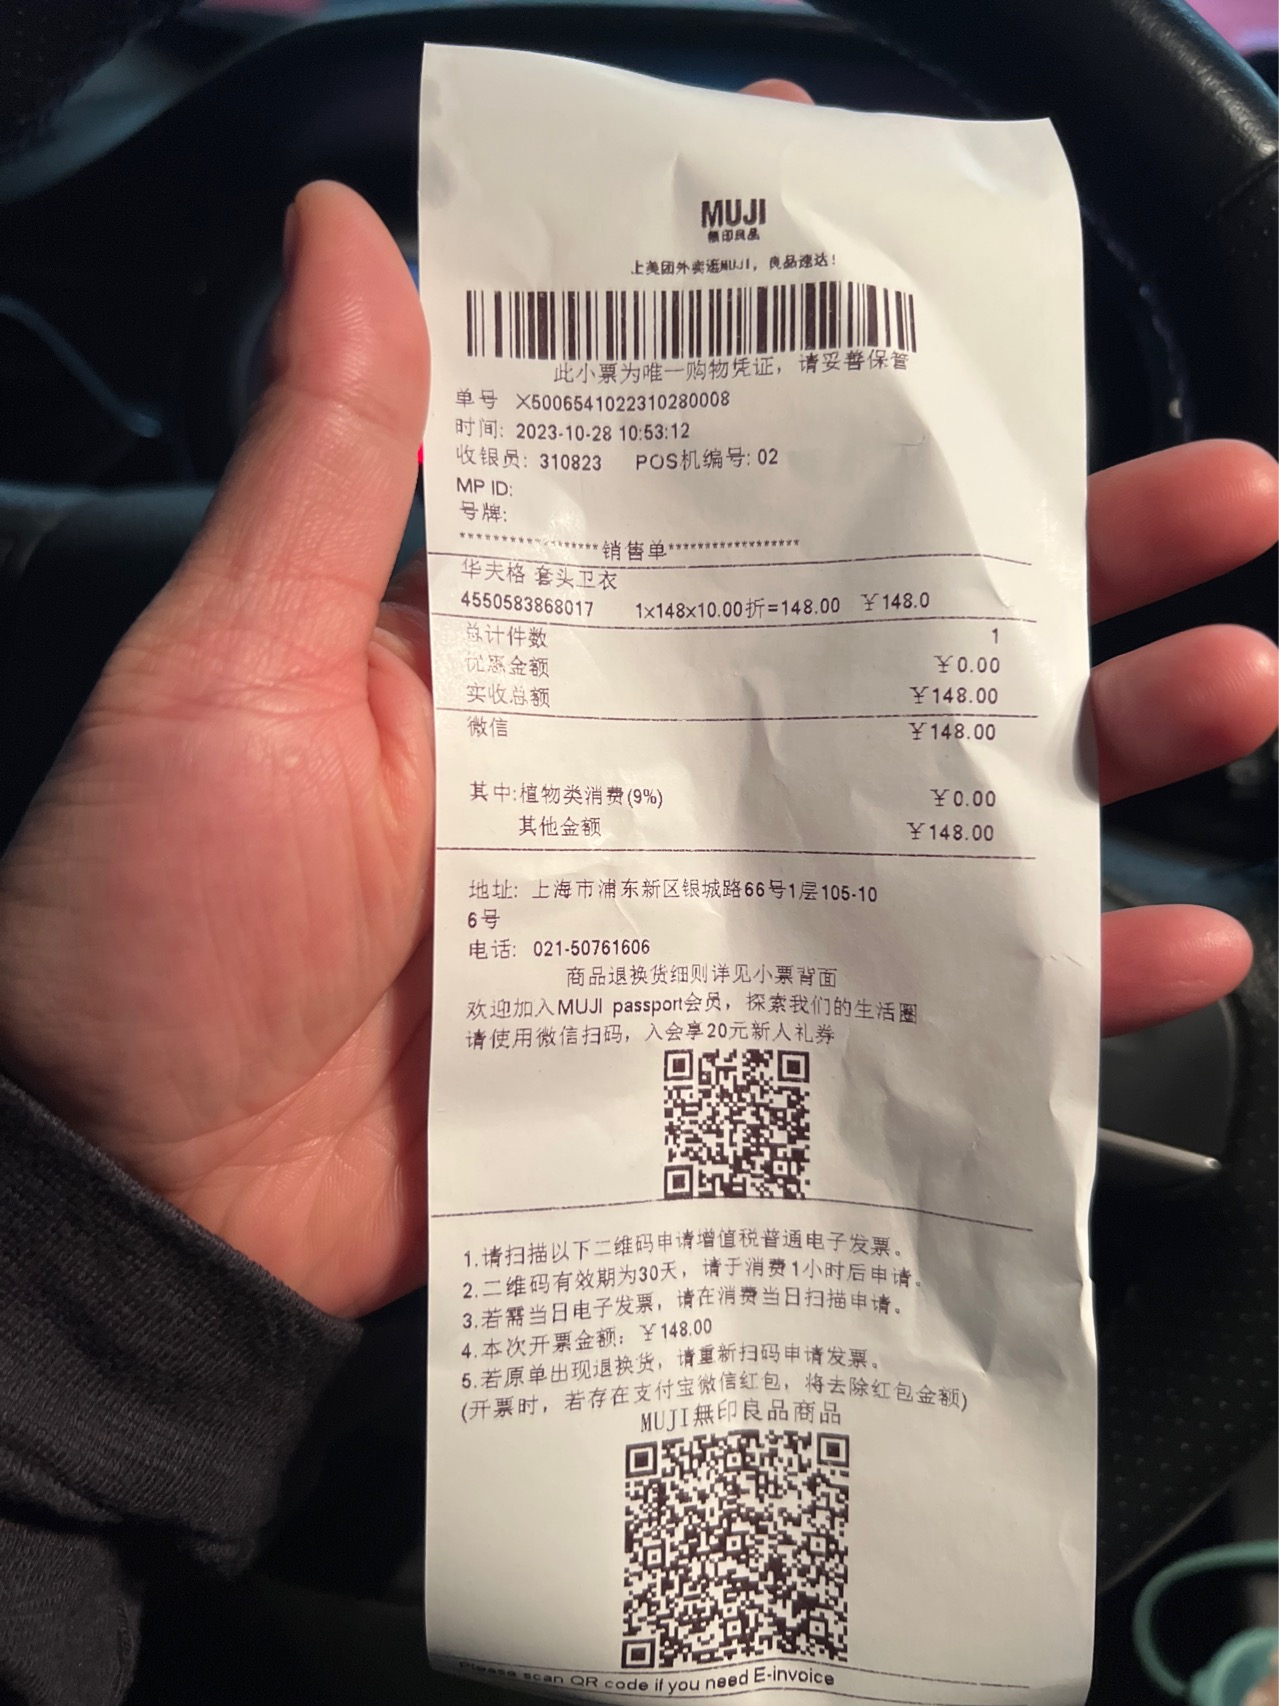 MUJI
無印良品
上美团外卖逛MUJI，良品速达！
此小票为唯一购物凭证，请妥善保管
单号 X5006541022310280008
时间: 2023-10-28 10:53:12
收银员: 310823 POS机编号: 02
MP ID:
号牌:
******************销售单******************
华夫格 套头卫衣
4550583868017 1x148x10.00折=148.00 ￥148.0
总计件数 1
优惠金额 ￥0.00
实收总额 ￥148.00
微信 ￥148.00
其中:植物类消费(9%) ￥0.00
其他金额 ￥148.00
地址: 上海市浦东新区银城路66号1层105-10
6号
电话: 021-50761606
商品退换货细则详见小票背面
欢迎加入MUJI passport会员，探索我们的生活圈
请使用微信扫码，入会享20元新人礼券
1.请扫描以下二维码申请增值税普通电子发票。
2.二维码有效期为30天，请于消费1小时后申请。
3.若需当日电子发票，请在消费当日扫描申请。
4.本次开票金额: ￥148.00
5.若原单出现退换货，请重新扫码申请发票。
(开票时，若存在支付宝微信红包，将去除红包金额)
MUJI無印良品商品
Please scan QR code if you need E-invoice